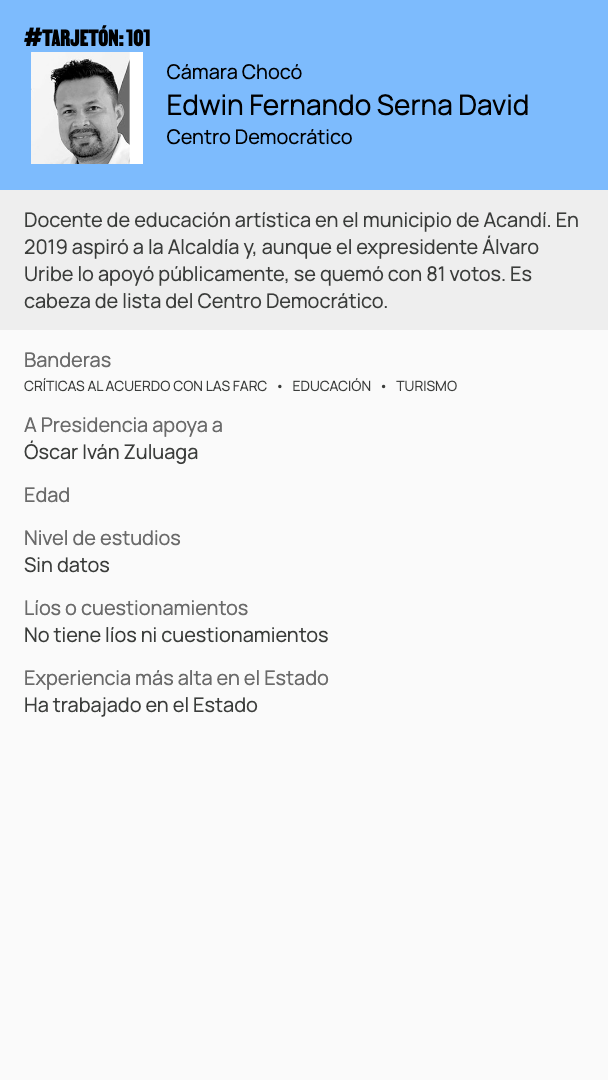 #TARJETÓN: 101
Cámara Chocó
Edwin Fernando Serna David
Centro Democrático
Docente de educación artística en el municipio de Acandí. En
2019 aspiró a la Alcaldía y, aunque el expresidente Álvaro
Uribe lo apoyó públicamente, se quemó con 81 votos. Es
cabeza de lista del Centro Democrático.
Banderas
CRÍTICAS AL ACUERDO CON LAS FARC • EDUCACIÓN • TURISMO
A Presidencia apoya a
Óscar Iván Zuluaga
Edad
Nivel de estudios
Sin datos
Líos o cuestionamientos
No tiene líos ni cuestionamientos
Experiencia más alta en el Estado
Ha trabajado en el Estado